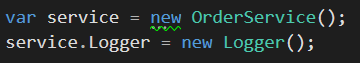 var service = new OrderService();
service.Logger = new Logger();